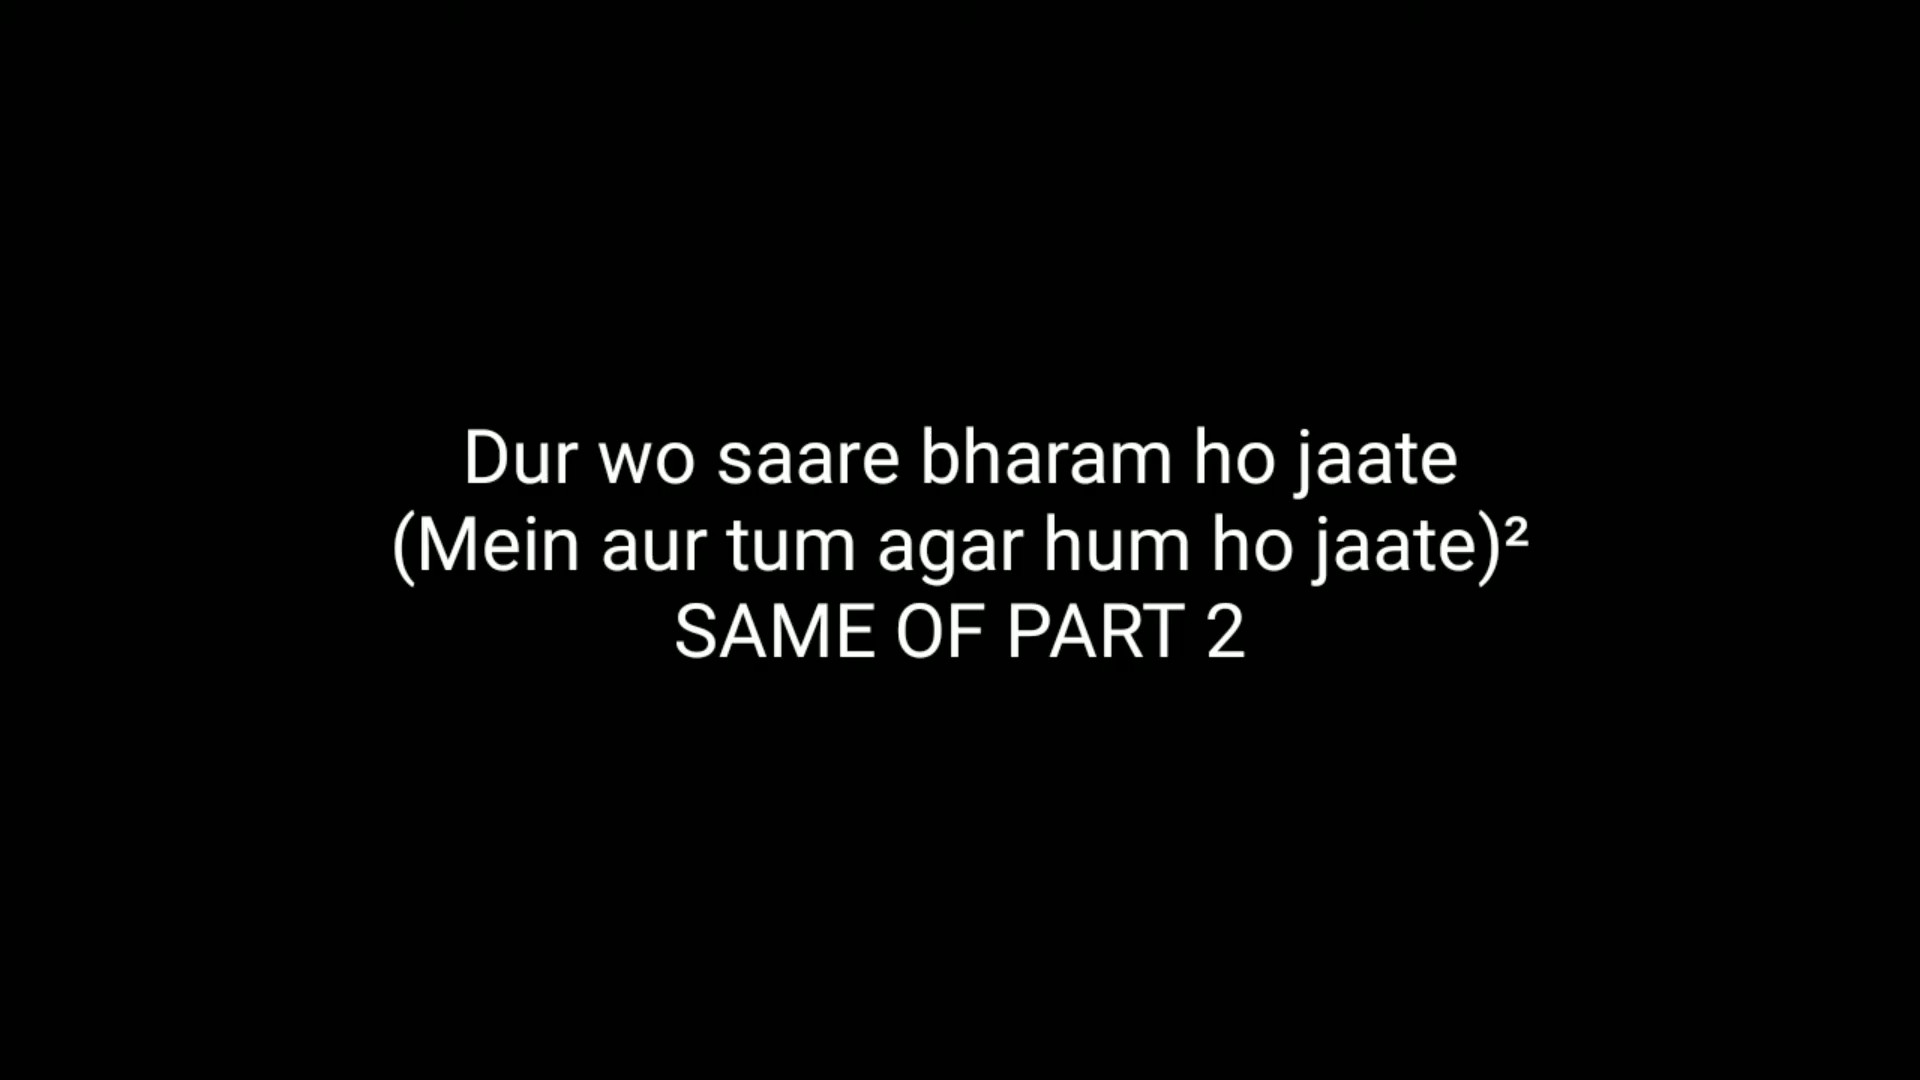 Dur wo saare bharam ho jaate
(Mein aur tum agar hum ho jaate)²
SAME OF PART 2